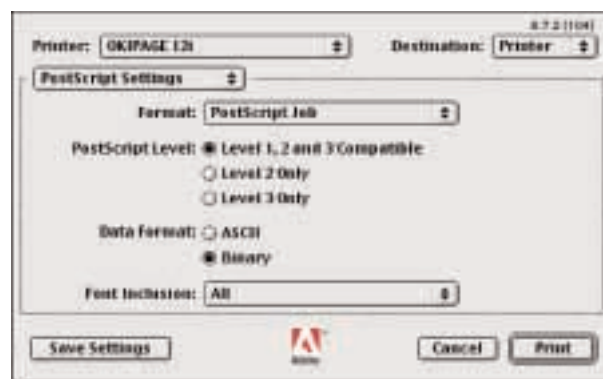 8.7.2 (104)
Printer: OKIPAGE 12i Destination: Printer
PostScript Settings
Format: PostScript Job
PostScript Level: Level 1, 2 and 3 Compatible
Level 2 Only
Level 3 Only
Data Format: ASCII
Binary
Font Inclusion: All
Save Settings Adobe Cancel Print